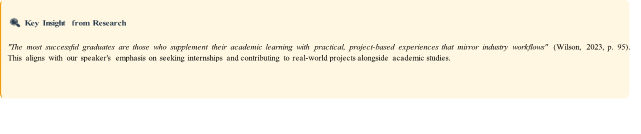 Key Insight from Research
"The most successful graduates are those who supplement their academic learning with practical, project-based experiences that mirror industry workflows" (Wilson, 2023, p. 95).
This aligns with our speaker's emphasis on seeking internships and contributing to real-world projects alongside academic studies.